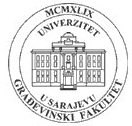 MCMXLIX
UNIVERZITET
U SARAJEVU
GRAĐEVINSKI FAKULTET